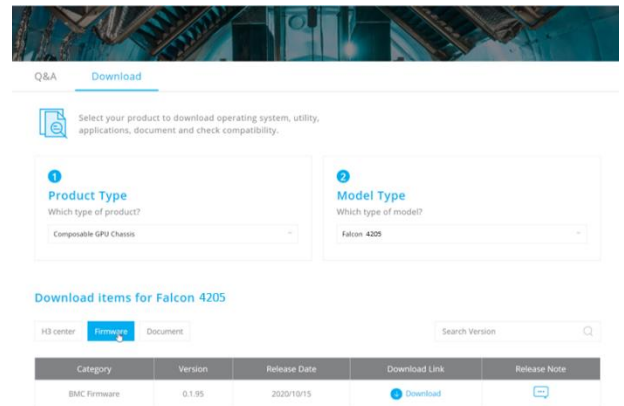 Q&A
Download
Select your product to download operating system, utility,
applications, document and check compatibility.
1
Product Type
Which type of product?
Composable GPU Chassis
2
Model Type
Which type of model?
Falcon 4205
Download items for Falcon 4205
H3 center
Firmware
Document
Search Version
Category Version Release Date Download Link Release Note
BMC Firmware 0.1.95 2020/10/15 Download